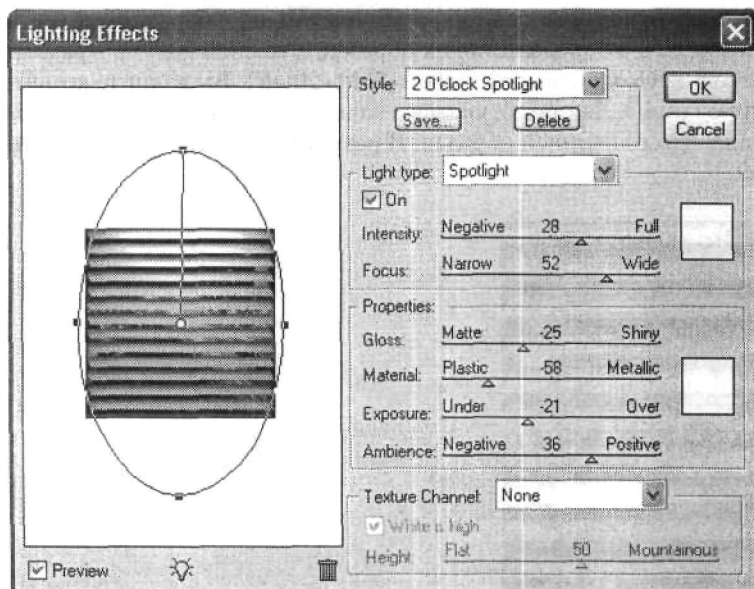 Lighting Effects
Style: 2 O'clock Spotlight
OK
Save...
Delete
Cancel
Light type: Spotlight
On
Intensity: Negative 28 Full
Focus: Narrow 52 Wide
Properties:
Gloss: Matte -25 Shiny
Material: Plastic -58 Metallic
Exposure: Under -21 Over
Ambience: Negative 36 Positive
Texture Channel: None
White is high
Height Flat 50 Mountainous
Preview